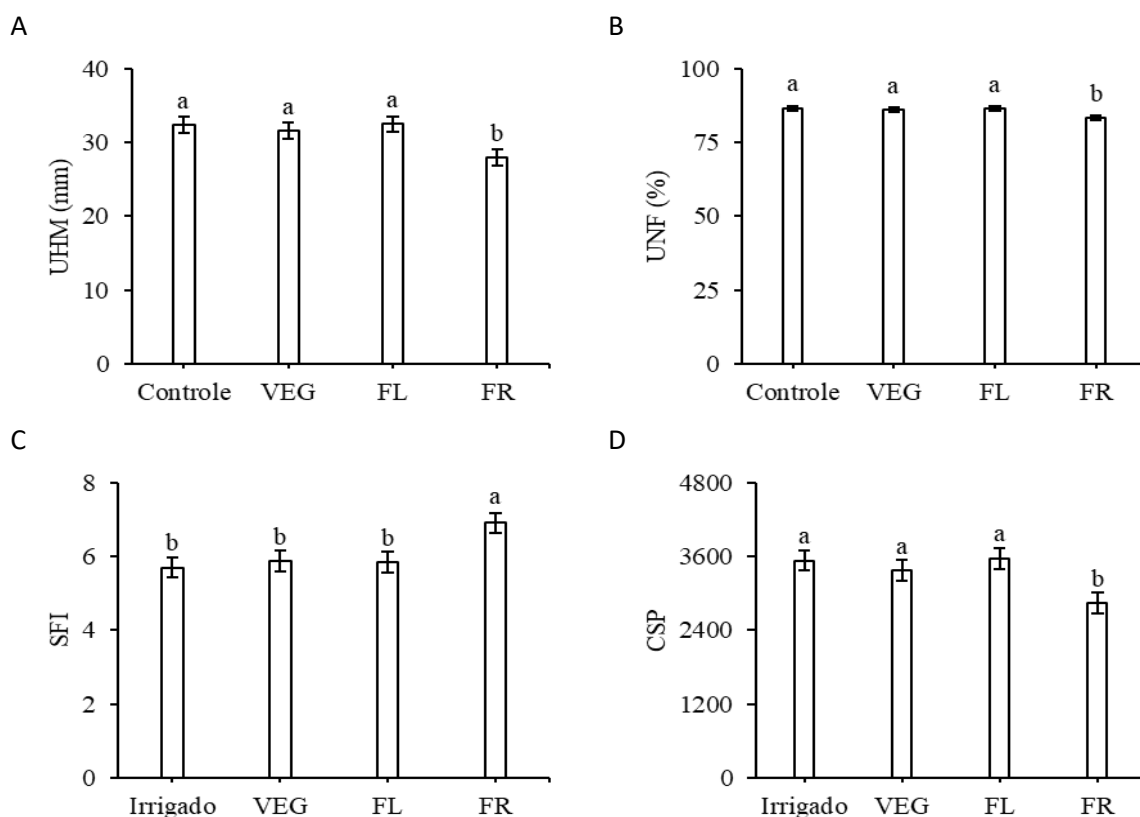 A
UHM (mm)
40
30
20
10
0
a
a
a
b
Controle VEG FL FR
B
UNF (%)
100
75
50
25
0
a
a
a
b
Controle VEG FL FR
C
SFI
8
6
4
2
0
b
b
b
a
Irrigado VEG FL FR
D
CSP
4800
3600
2400
1200
0
a
a
a
b
Irrigado VEG FL FR